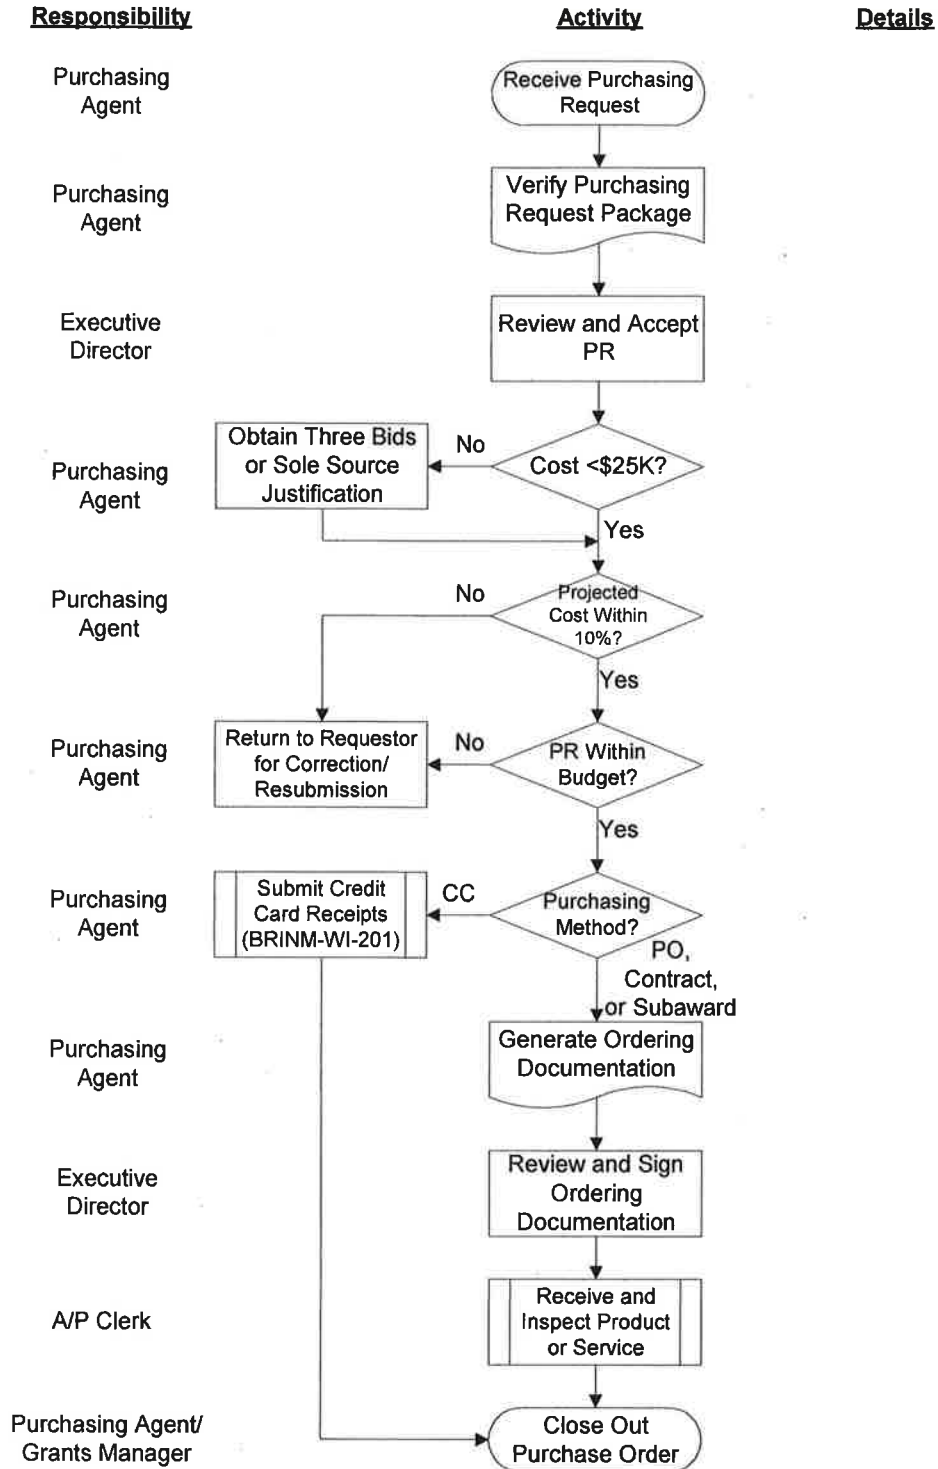 Responsibility
Activity
Details
Purchasing
Agent
Receive Purchasing
Request
Purchasing
Agent
Verify Purchasing
Request Package
Executive
Director
Review and Accept
PR
Purchasing
Agent
Obtain Three Bids
or Sole Source
Justification
No
Cost <$25K?
Yes
Purchasing
Agent
No
Projected
Cost Within
10%?
Yes
Purchasing
Agent
Return to Requestor
for Correction/
Resubmission
No
PR Within
Budget?
Yes
Purchasing
Agent
Submit Credit
Card Receipts
(BRINM-WI-201)
CC
Purchasing
Method?
PO,
Contract,
or Subaward
Purchasing
Agent
Generate Ordering
Documentation
Executive
Director
Review and Sign
Ordering
Documentation
A/P Clerk
Receive and
Inspect Product
or Service
Purchasing Agent/
Grants Manager
Close Out
Purchase Order